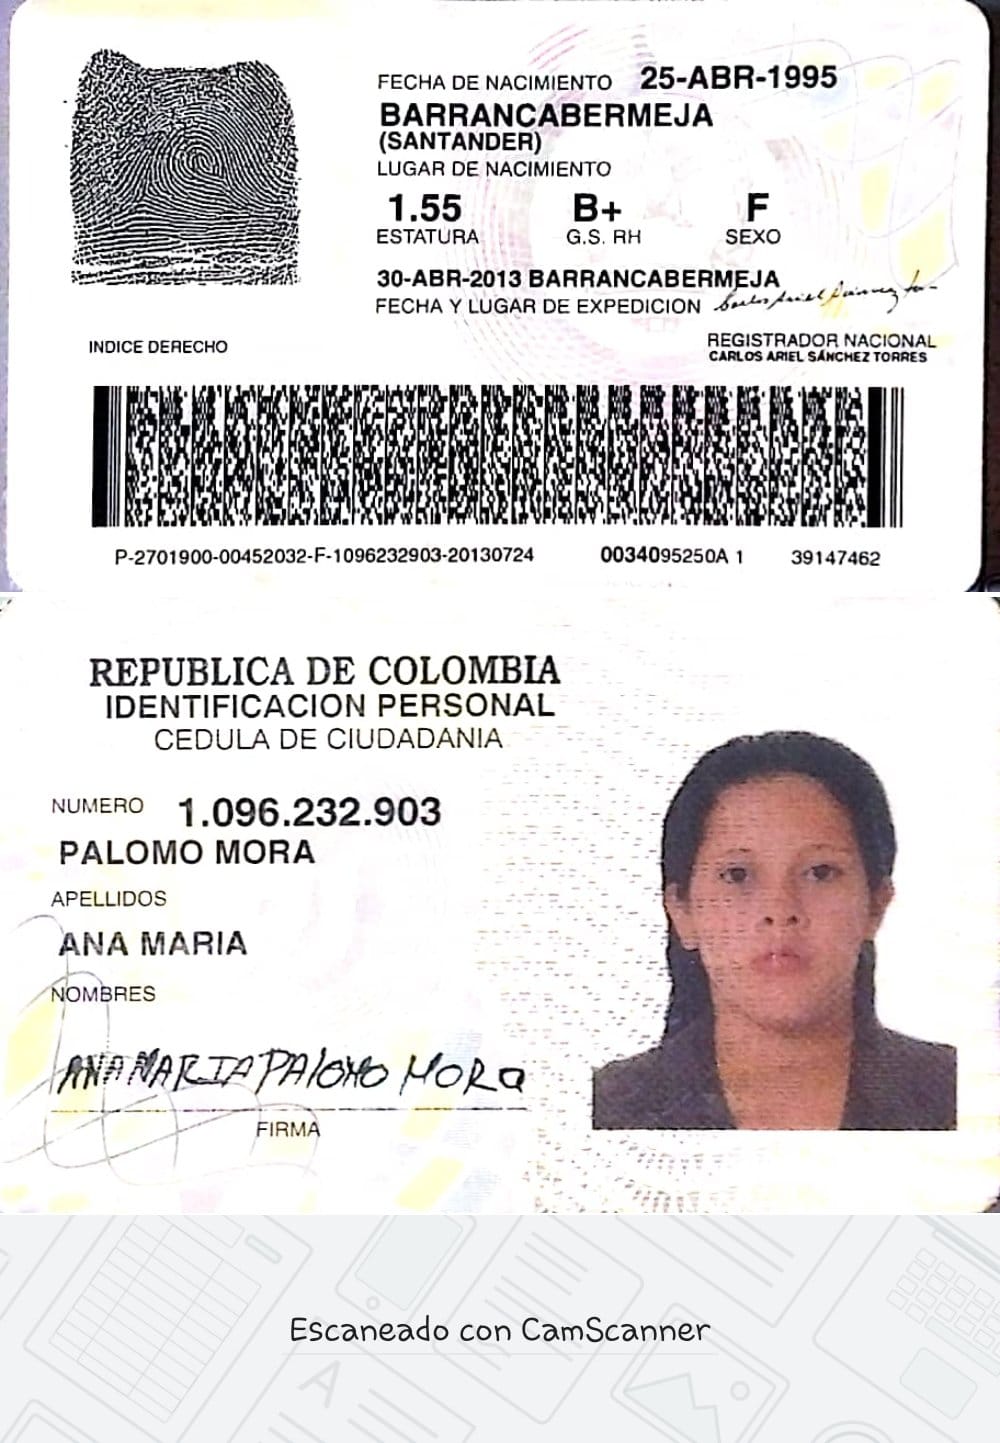 FECHA DE NACIMIENTO 25-ABR-1995
BARRANCABERMEJA
(SANTANDER)
LUGAR DE NACIMIENTO
1.55 B+ F
ESTATURA G.S. RH SEXO
30-ABR-2013 BARRANCABERMEJA
FECHA Y LUGAR DE EXPEDICION
INDICE DERECHO
REGISTRADOR NACIONAL
CARLOS ARIEL SÁNCHEZ TORRES
P-2701900-00452032-F-1096232903-20130724 0034095250A 1 39147462
REPUBLICA DE COLOMBIA
IDENTIFICACION PERSONAL
CEDULA DE CIUDADANIA
NUMERO 1.096.232.903
PALOMO MORA
APELLIDOS
ANA MARIA
NOMBRES
ANA MARIA PALOMO MORA
FIRMA
Escaneado con CamScanner